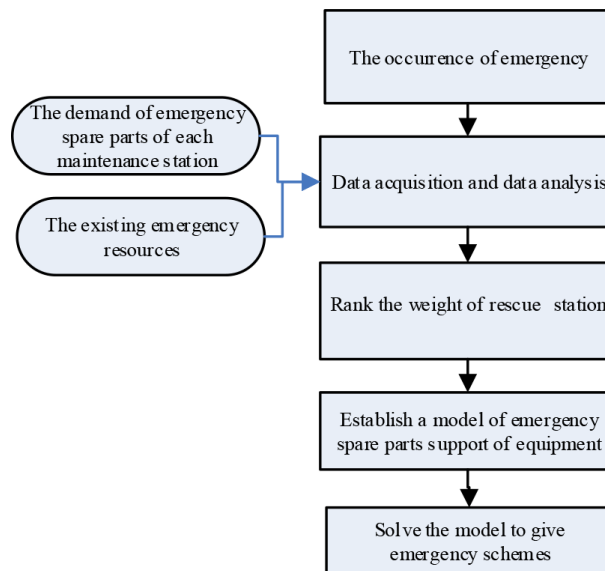 The occurrence of emergency
The demand of emergency
spare parts of each
maintenance station
Data acquisition and data analysis
The existing emergency
resources
Rank the weight of rescue station
Establish a model of emergency
spare parts support of equipment
Solve the model to give
emergency schemes